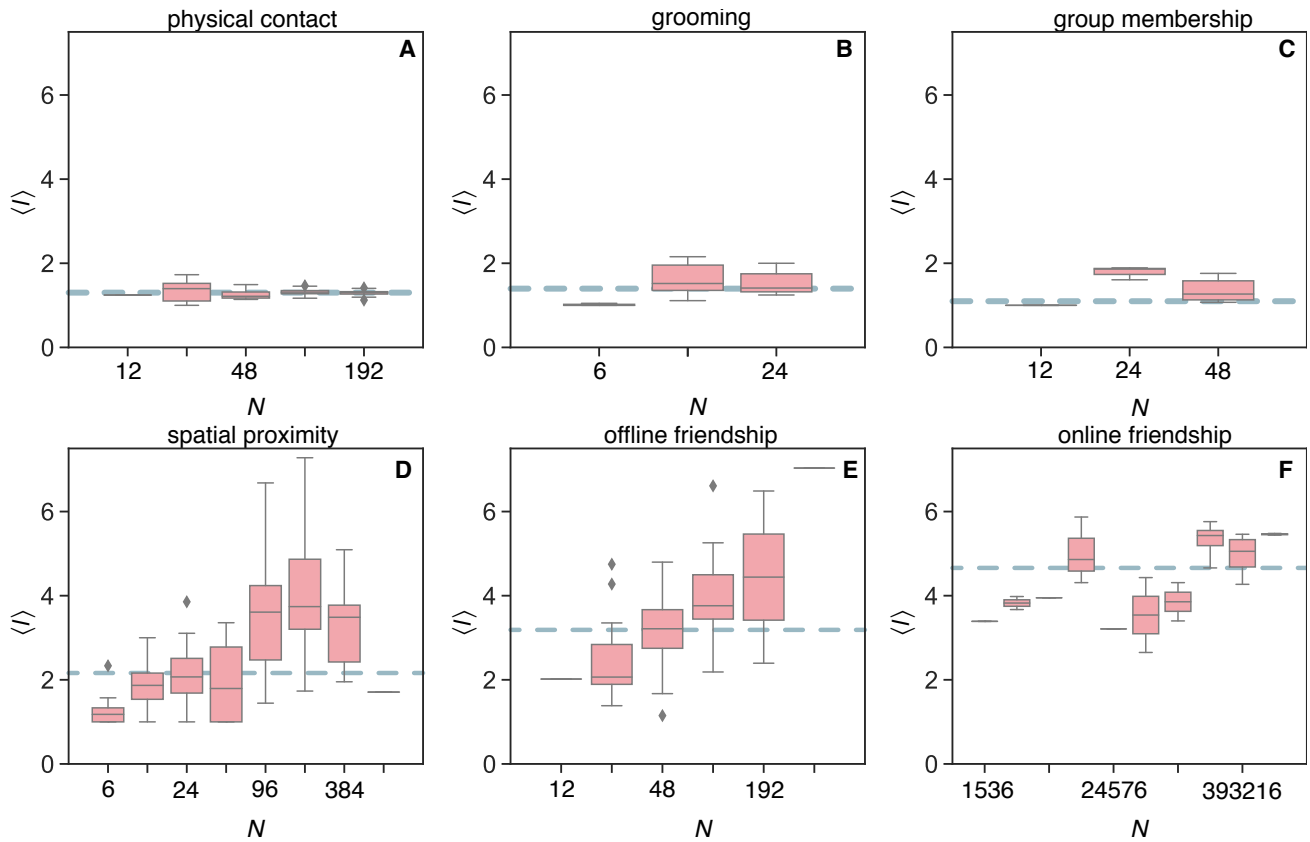 physical contact
A
6
4
2
0
⟨I⟩
12
48
192
N
grooming
B
6
4
2
0
⟨I⟩
6
24
N
group membership
C
6
4
2
0
⟨I⟩
12
24
48
N
spatial proximity
D
6
4
2
0
⟨I⟩
6
24
96
384
N
offline friendship
E
6
4
2
0
⟨I⟩
12
48
192
N
online friendship
F
6
4
2
0
⟨I⟩
1536
24576
393216
N